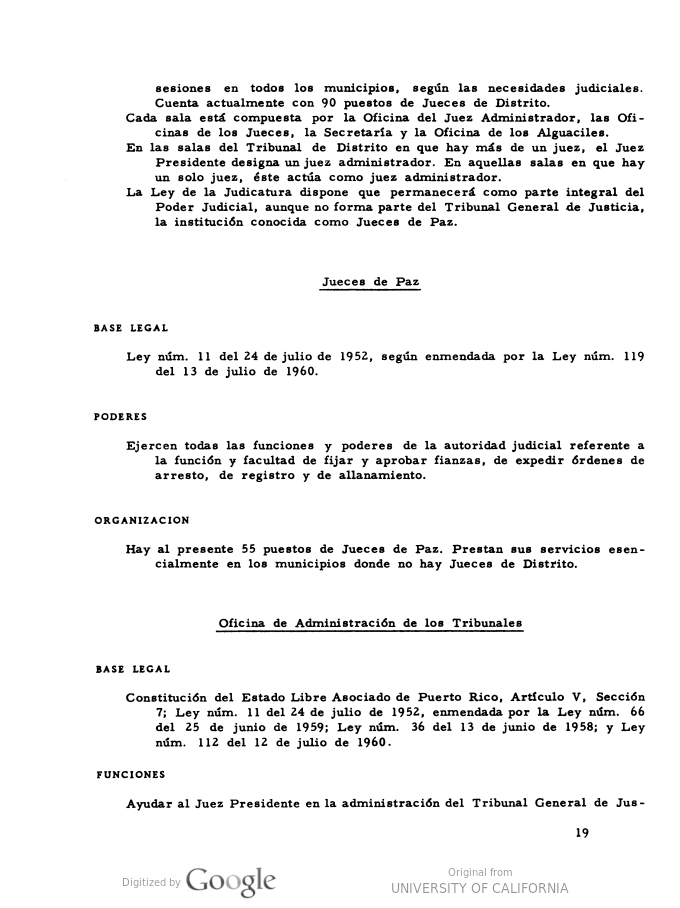 sesiones en todos los municipios, según las necesidades judiciales.
Cuenta actualmente con 90 puestos de Jueces de Distrito.
Cada sala está compuesta por la Oficina del Juez Administrador, las Ofi-
cinas de los Jueces, la Secretaría y la Oficina de los Alguaciles.
En las salas del Tribunal de Distrito en que hay más de un juez, el Juez
Presidente designa un juez administrador. En aquellas salas en que hay
un solo juez, éste actúa como juez administrador.
La Ley de la Judicatura dispone que permanecerá como parte integral del
Poder Judicial, aunque no forma parte del Tribunal General de Justicia,
la institución conocida como Jueces de Paz.
Jueces de Paz
BASE LEGAL
Ley núm. 11 del 24 de julio de 1952, según enmendada por la Ley núm. 119
del 13 de julio de 1960.
PODERES
Ejercen todas las funciones y poderes de la autoridad judicial referente a
la función y facultad de fijar y aprobar fianzas, de expedir órdenes de
arresto, de registro y de allanamiento.
ORGANIZACION
Hay al presente 55 puestos de Jueces de Paz. Prestan sus servicios esen-
cialmente en los municipios donde no hay Jueces de Distrito.
Oficina de Administración de los Tribunales
BASE LEGAL
Constitución del Estado Libre Asociado de Puerto Rico, Artículo V, Sección
7; Ley núm. 11 del 24 de julio de 1952, enmendada por la Ley núm. 66
del 25 de junio de 1959; Ley núm. 36 del 13 de junio de 1958; y Ley
núm. 112 del 12 de julio de 1960.
FUNCIONES
Ayudar al Juez Presidente en la administración del Tribunal General de Jus-
19
Digitized by Google
Original from
UNIVERSITY OF CALIFORNIA